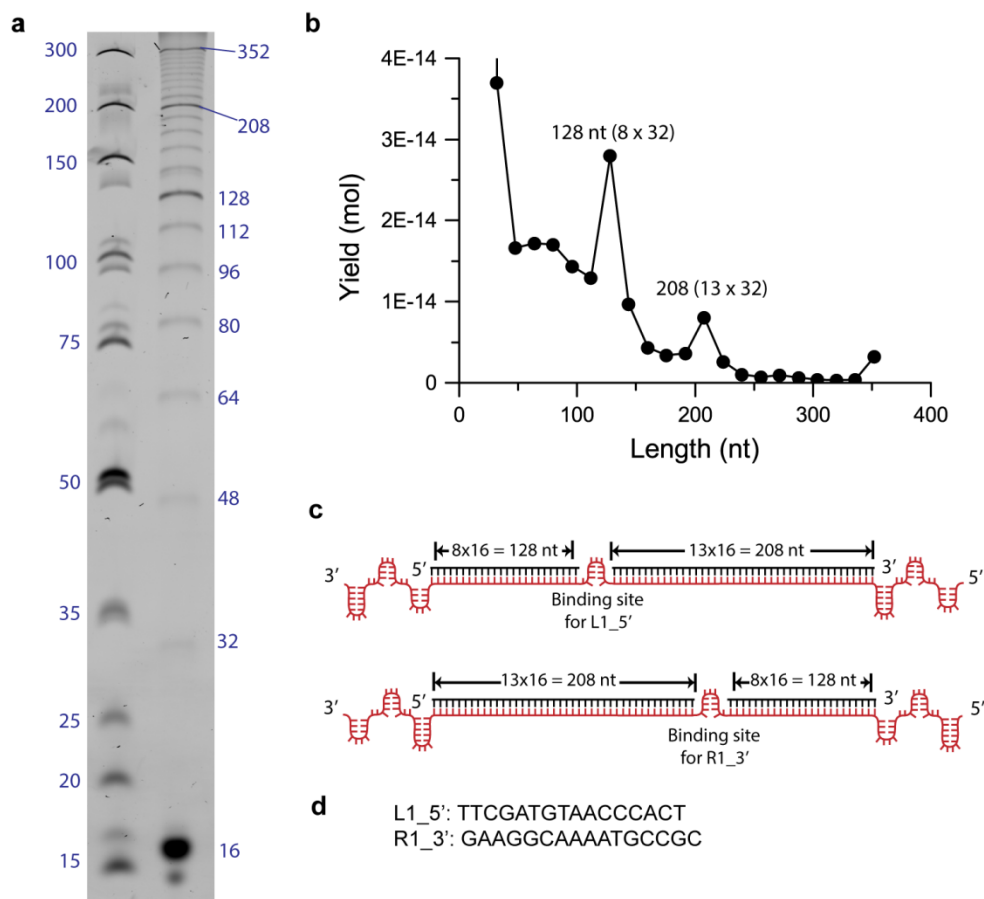 a
300
200
150
100
75
50
35
25
20
15
352
208
128
112
96
80
64
48
32
16
b
4E-14
3E-14
2E-14
1E-14
0
Yield (mol)
128 nt (8 x 32)
208 (13 x 32)
0 100 200 300 400
Length (nt)
c
8x16 = 128 nt 13x16 = 208 nt
3' 5' 3' 5'
Binding site
for L1_5'
13x16 = 208 nt 8x16 = 128 nt
3' 5' 3' 5'
Binding site
for R1_3'
d
L1_5': TTCGATGTAACCCACT
R1_3': GAAGGCAAAATGCCGC